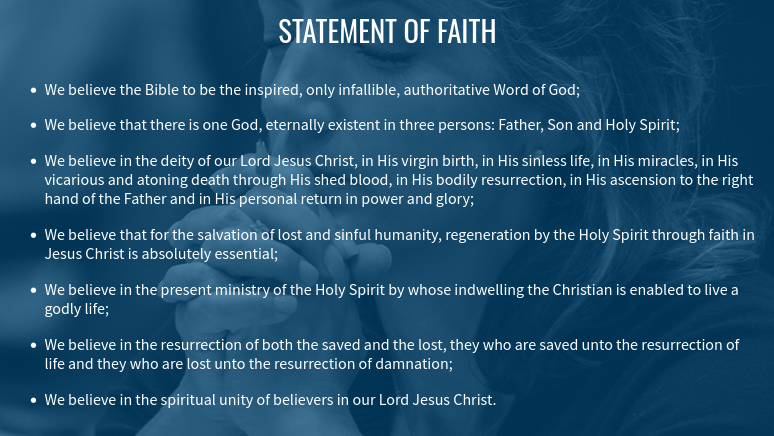 STATEMENT OF FAITH
• We believe the Bible to be the inspired, only infallible, authoritative Word of God;
• We believe that there is one God, eternally existent in three persons: Father, Son and Holy Spirit;
• We believe in the deity of our Lord Jesus Christ, in His virgin birth, in His sinless life, in His miracles, in His
vicarious and atoning death through His shed blood, in His bodily resurrection, in His ascension to the right
hand of the Father and in His personal return in power and glory;
• We believe that for the salvation of lost and sinful humanity, regeneration by the Holy Spirit through faith in
Jesus Christ is absolutely essential;
• We believe in the present ministry of the Holy Spirit by whose indwelling the Christian is enabled to live a
godly life;
• We believe in the resurrection of both the saved and the lost, they who are saved unto the resurrection of
life and they who are lost unto the resurrection of damnation;
• We believe in the spiritual unity of believers in our Lord Jesus Christ.